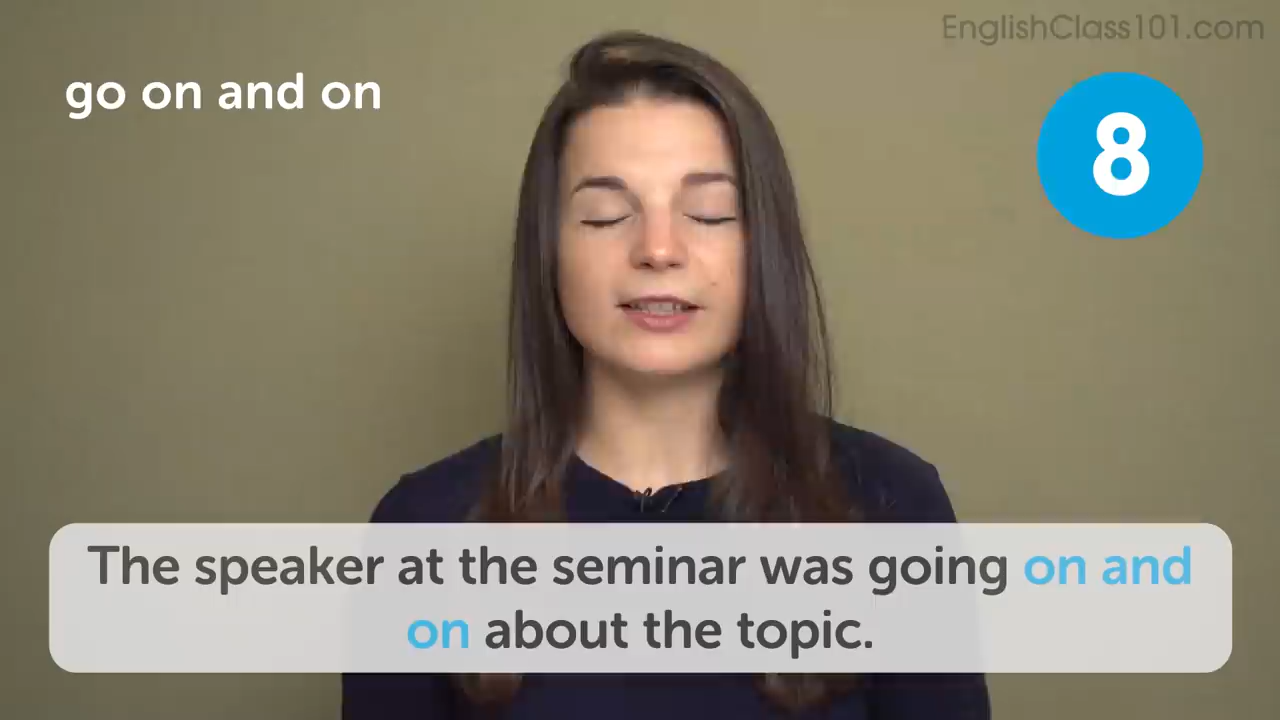 EnglishClass101.com
go on and on
8
The speaker at the seminar was going on and
on about the topic.